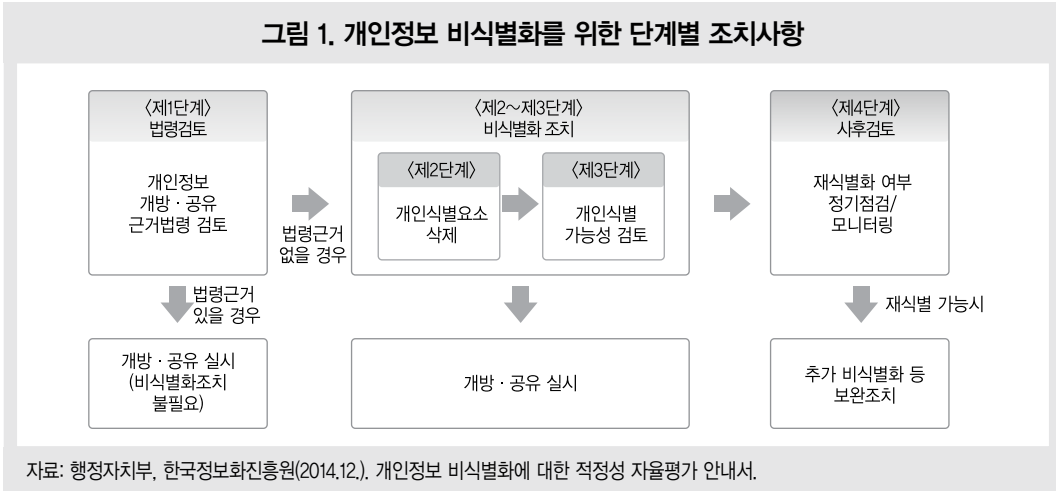 그림 1. 개인정보 비식별화를 위한 단계별 조치사항
〈제1단계〉
법령검토
개인정보
개방 · 공유
근거법령 검토
법령근거
없을 경우
〈제2~제3단계〉
비식별화 조치
〈제2단계〉
개인식별요소
삭제
〈제3단계〉
개인식별
가능성 검토
〈제4단계〉
사후검토
재식별화 여부
정기점검/
모니터링
법령근거
있을 경우
재식별 가능시
개방 · 공유 실시
(비식별화조치
불필요)
개방 · 공유 실시
추가 비식별화 등
보완조치
자료: 행정자치부, 한국정보화진흥원(2014.12.). 개인정보 비식별화에 대한 적정성 자율평가 안내서.